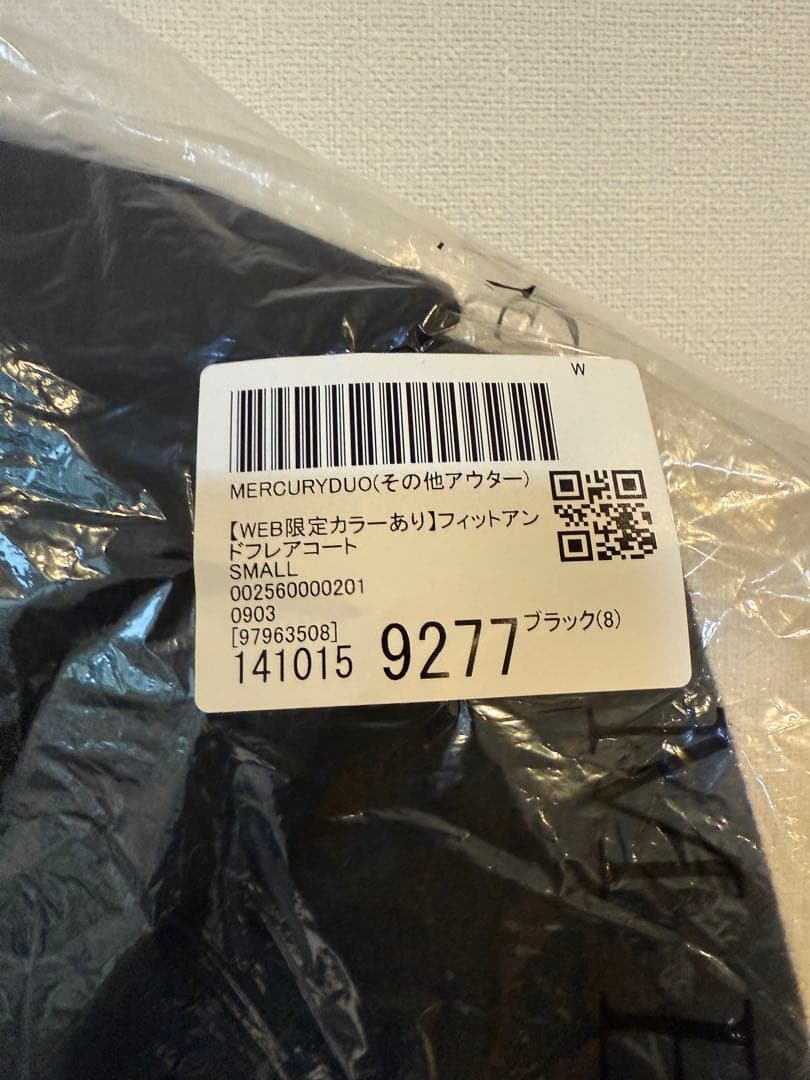 W
MERCURYDUO(その他アウター)
【WEB限定カラーあり】フィットアン
ドフレアコート
SMALL
002560000201
0903
[97963508]
141015 9277 ブラック(8)